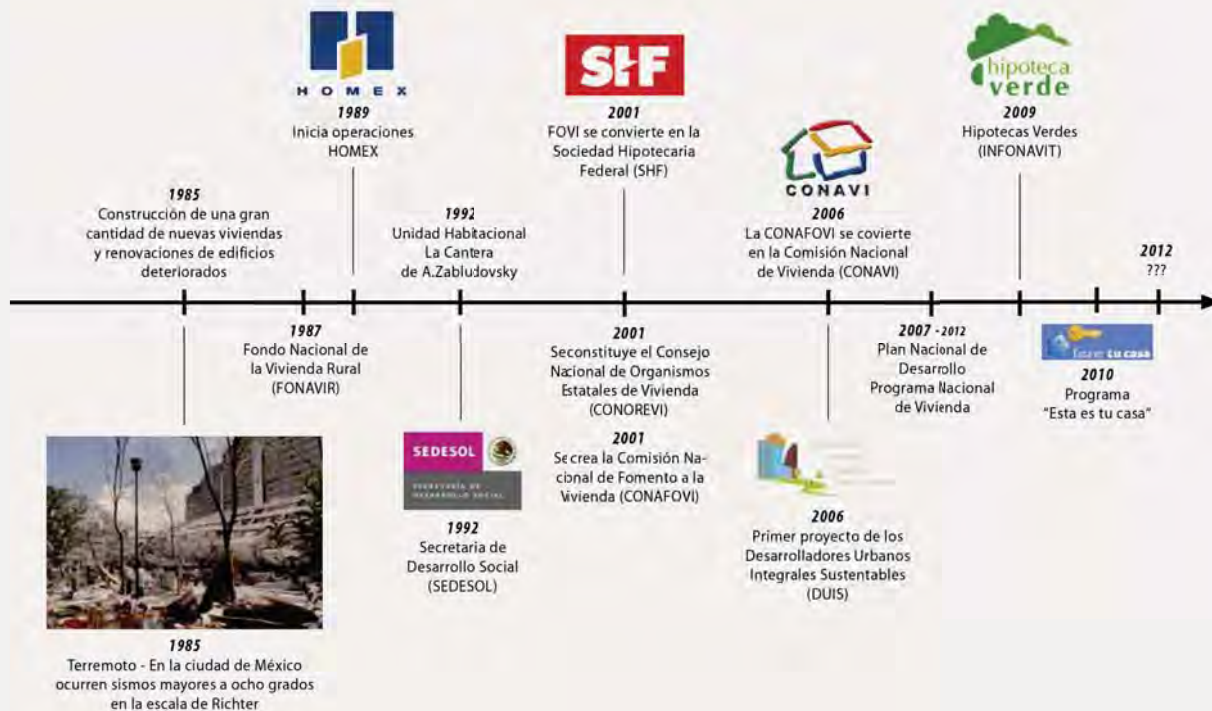 HOMEX
1989
Inicia operaciones
HOMEX
SHF
2001
FOVI se convierte en la
Sociedad Hipotecaria
Federal (SHF)
hipoteca
verde
2009
Hipotecas Verdes
(INFONAVIT)
CONAVI
2006
La CONAFOVI se covierte
en la Comisión Nacional
de Vivienda (CONAVI)
1985
Construcción de una gran
cantidad de nuevas viviendas
y renovaciones de edificios
deteriorados
1992
Unidad Habitacional
La Cantera
de A.Zabludovsky
2012
???
1987
Fondo Nacional de
la Vivienda Rural
(FONAVIR)
2001
Seconstituye el Consejo
Nacional de Organismos
Estatales de Vivienda
(CONOREVI)
2001
Se crea la Comisión Na-
cional de Fomento a la
Vivienda (CONAFOVI)
2007 - 2012
Plan Nacional de
Desarrollo
Programa Nacional
de Vivienda
tu casa
2010
Programa
"Esta es tu casa"
SEDESOL
SECRETARÍA DE
DESARROLLO SOCIAL
1992
Secretaria de
Desarrollo Social
(SEDESOL)
2006
Primer proyecto de los
Desarrolladores Urbanos
Integrales Sustentables
(DUIS)
1985
Terremoto - En la ciudad de México
ocurren sismos mayores a ocho grados
en la escala de Richter